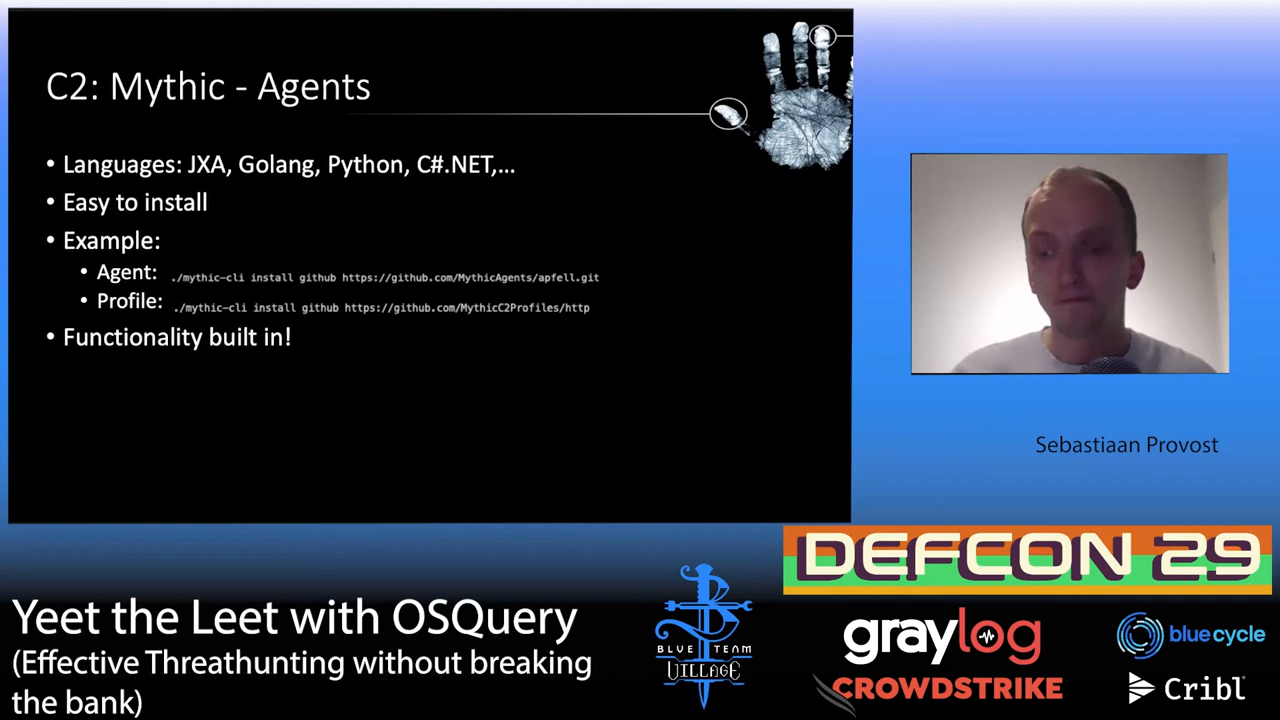 C2: Mythic - Agents
• Languages: JXA, Golang, Python, C#.NET,...
• Easy to install
• Example:
• Agent: ./mythic-cli install github https://github.com/MythicAgents/apfell.git
• Profile: ./mythic-cli install github https://github.com/MythicC2Profiles/http
• Functionality built in!
Sebastiaan Provost
DEFCON 29
Yeet the Leet with OSQuery
(Effective Threathunting without breaking
the bank)
BLUE TEAM
VILLAGE
graylog
blue cycle
CROWDSTRIKE
Cribl